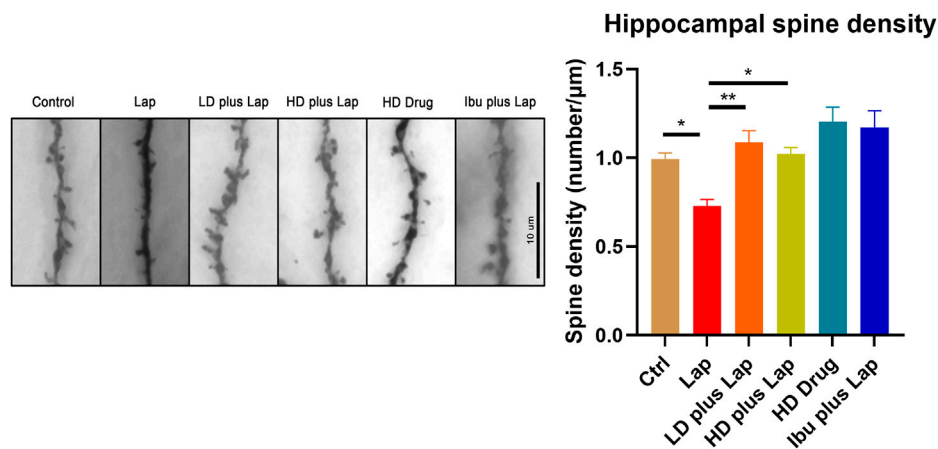 Hippocampal spine density
Control
Lap
LD plus Lap
HD plus Lap
HD Drug
Ibu plus Lap
10 um
Spine density (number/μm)
1.5
1.0
0.5
0.0
*
**
*
Ctrl
Lap
LD plus Lap
HD plus Lap
HD Drug
Ibu plus Lap